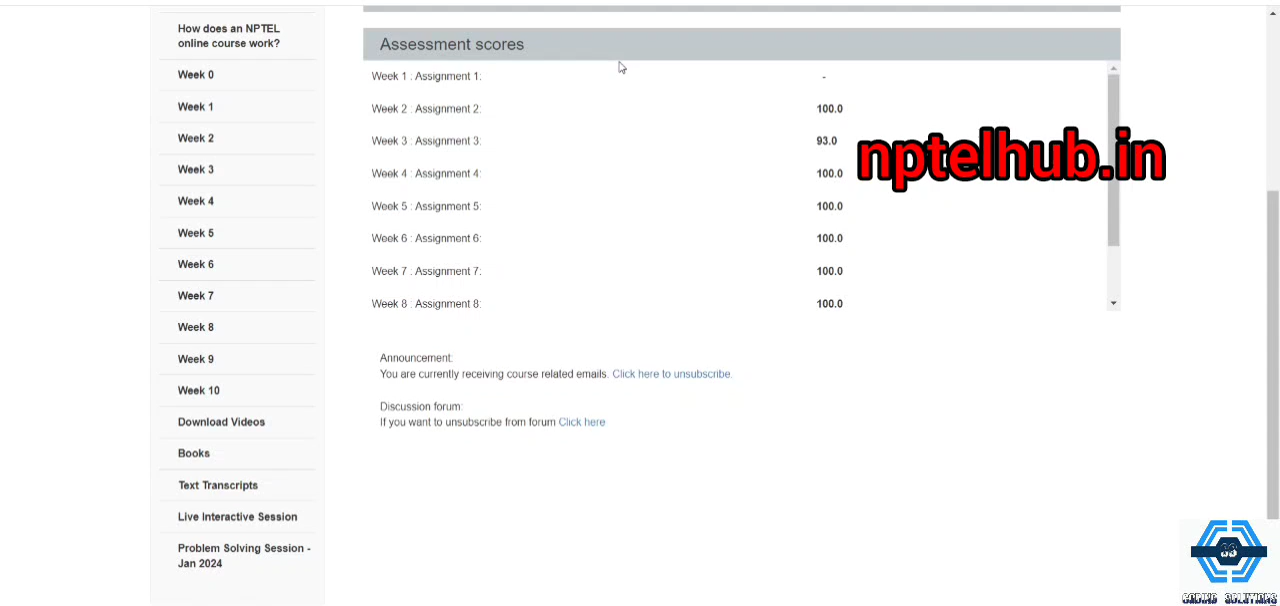 How does an NPTEL
online course work?
Week 0
Week 1
Week 2
Week 3
Week 4
Week 5
Week 6
Week 7
Week 8
Week 9
Week 10
Download Videos
Books
Text Transcripts
Live Interactive Session
Problem Solving Session -
Jan 2024
Assessment scores
Week 1 : Assignment 1: -
Week 2 : Assignment 2: 100.0
Week 3 : Assignment 3: 93.0
Week 4 : Assignment 4: 100.0
Week 5 : Assignment 5: 100.0
Week 6 : Assignment 6: 100.0
Week 7 : Assignment 7: 100.0
Week 8 : Assignment 8: 100.0
nptelhub.in
Announcement:
You are currently receiving course related emails. Click here to unsubscribe.
Discussion forum:
If you want to unsubscribe from forum Click here
CODING SOLUTIONS